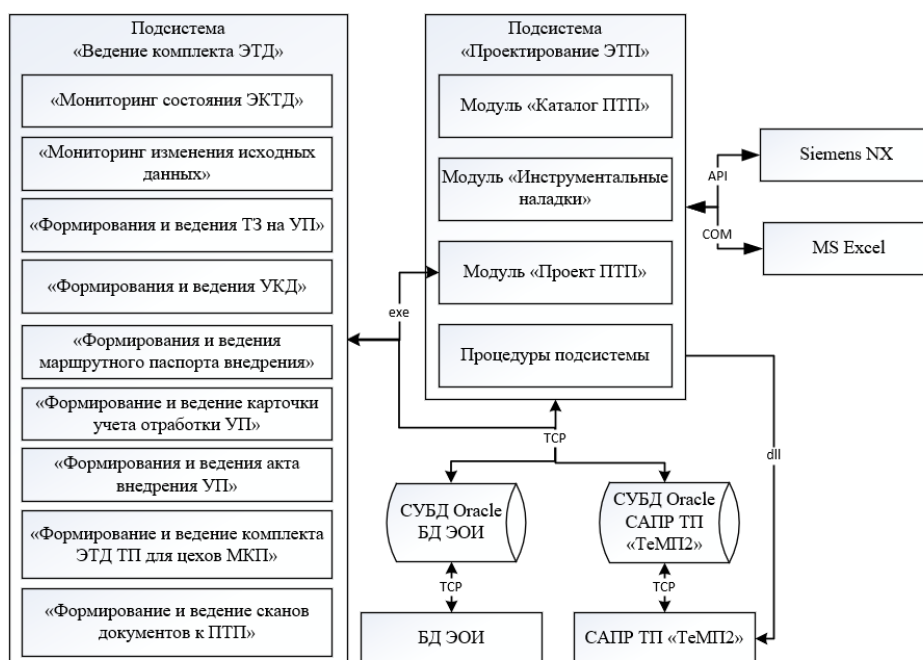 Подсистема
«Ведение комплекта ЭТД»
«Мониторинг состояния ЭКТД»
«Мониторинг изменения исходных
данных»
«Формирования и ведения ТЗ на УП»
«Формирования и ведения УКД»
«Формирования и ведения
маршрутного паспорта внедрения»
«Формирование и ведение карточки
учета отработки УП»
«Формирования и ведения акта
внедрения УП»
«Формирование и ведение комплекта
ЭТД ТП для цехов МКП»
«Формирование и ведение сканов
документов к ПТП»
Подсистема
«Проектирование ЭТП»
Модуль «Каталог ПТП»
Модуль «Инструментальные
наладки»
Модуль «Проект ПТП»
Процедуры подсистемы
exe
API
COM
Siemens NX
MS Excel
TCP
dll
СУБД Oracle
БД ЭОИ
СУБД Oracle
САПР ТП
«ТеМП2»
TCP
TCP
БД ЭОИ
САПР ТП «ТеМП2»